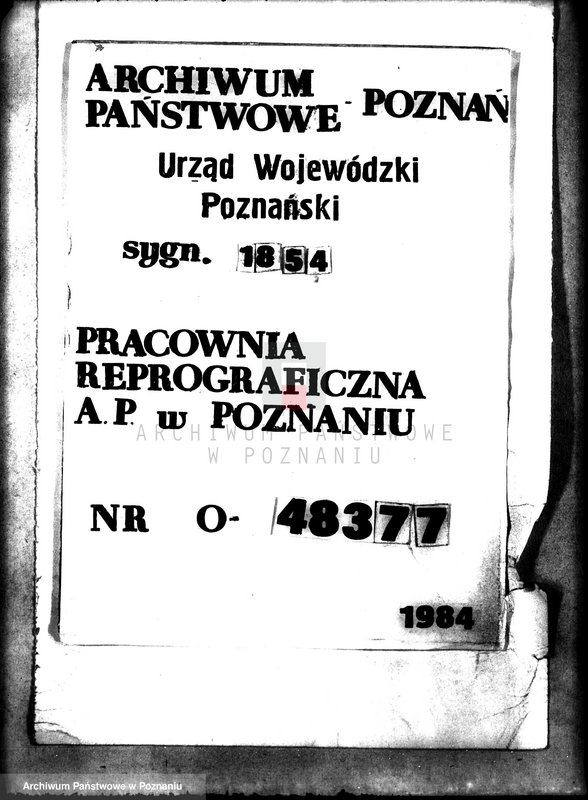 ARCHIWUM
PAŃSTWOWE - POZNAŃ
Urząd Wojewódzki
Poznański
sygn. 1854
PRACOWNIA
REPROGRAFICZNA
A.P. w POZNANIU
ARCHIWUM PAŃSTWOWE
W POZNANIU
NR O- 48377
1984
Archiwum Państwowe w Poznaniu